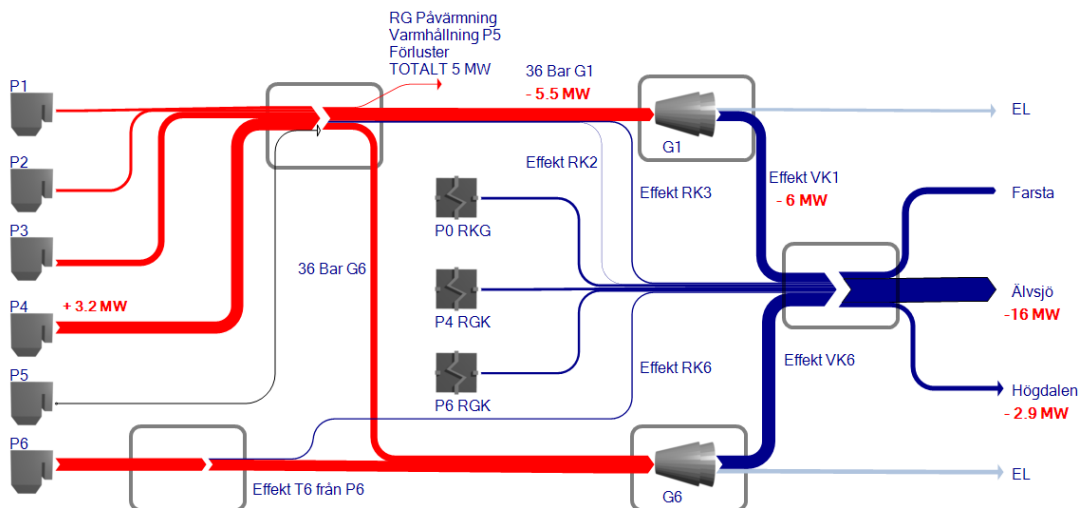 RG Påvärmning
Varmhållning P5
Förluster
TOTALT 5 MW
36 Bar G1
- 5.5 MW
P1
G1
EL
P2
Effekt RK2
Effekt RK3
Effekt VK1
- 6 MW
Farsta
P3
P0 RKG
36 Bar G6
P4
+ 3.2 MW
P4 RGK
Älvsjö
-16 MW
P5
P6 RGK
Effekt RK6
Effekt VK6
Högdalen
- 2.9 MW
P6
Effekt T6 från P6
G6
EL